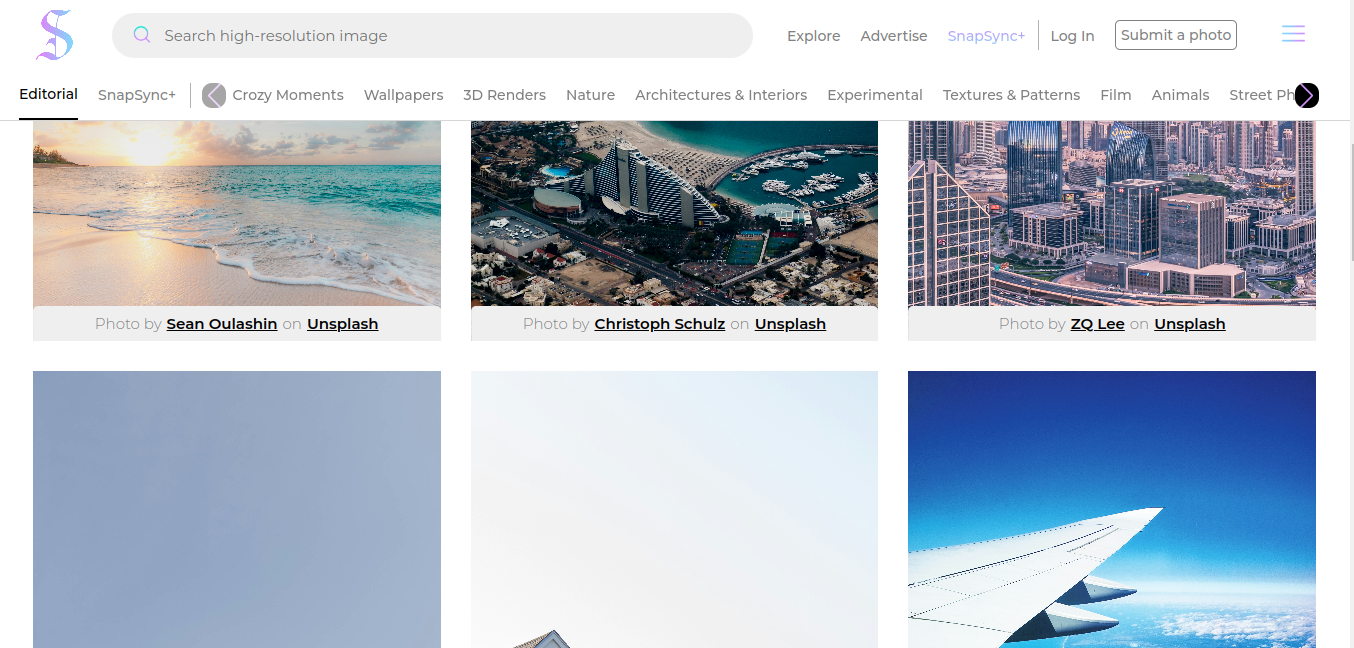 S
Search high-resolution image
Explore
Advertise
SnapSync+
Log In
Submit a photo
Editorial
SnapSync+
Crozy Moments
Wallpapers
3D Renders
Nature
Architectures & Interiors
Experimental
Textures & Patterns
Film
Animals
Street Ph
Photo by Sean Oulashin on Unsplash
Photo by Christoph Schulz on Unsplash
Photo by ZQ Lee on Unsplash